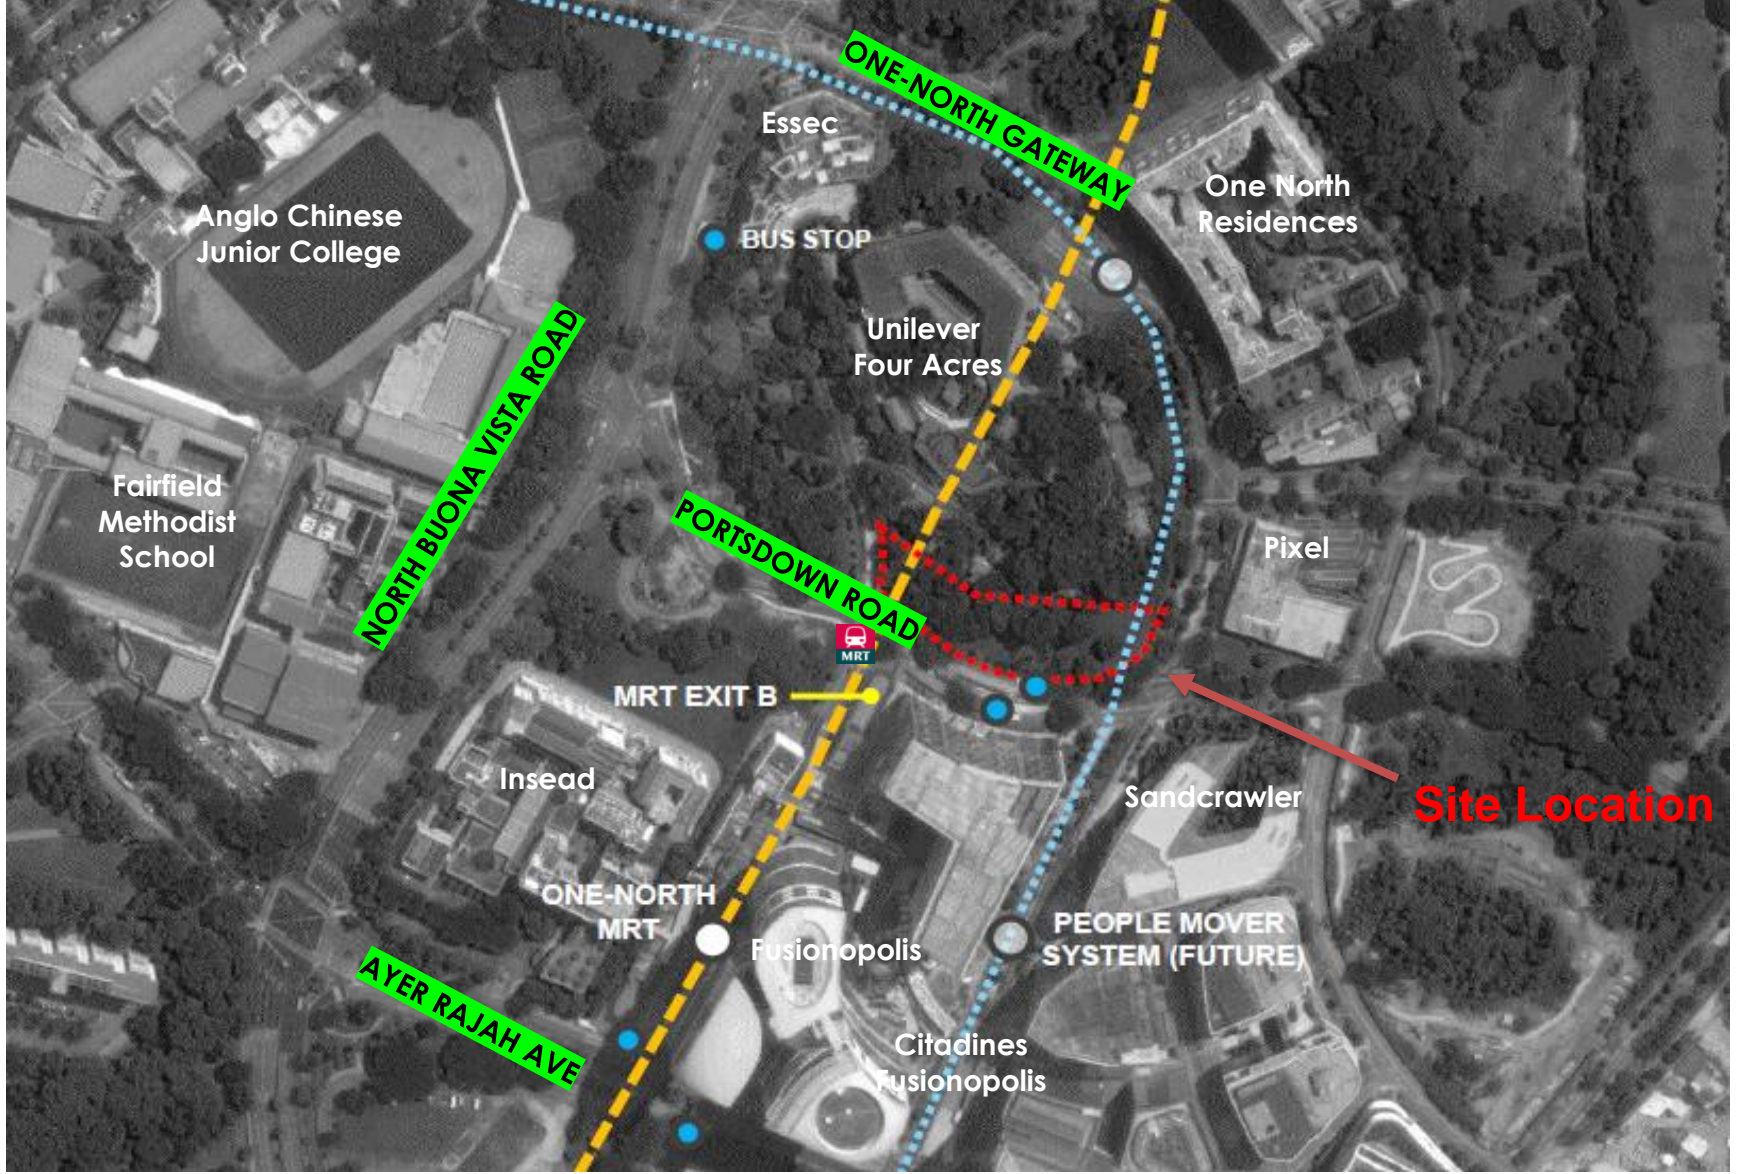 ONE-NORTH GATEWAY
Essec
One North
Residences
Anglo Chinese
Junior College
BUS STOP
Unilever
Four Acres
NORTH BUONA VISTA ROAD
Fairfield
Methodist
School
PORTSDOWN ROAD
Pixel
MRT
MRT EXIT B
Insead
Sandcrawler
Site Location
ONE-NORTH
MRT
Fusionopolis
PEOPLE MOVER
SYSTEM (FUTURE)
AYER RAJAH AVE
Citadines
Fusionopolis